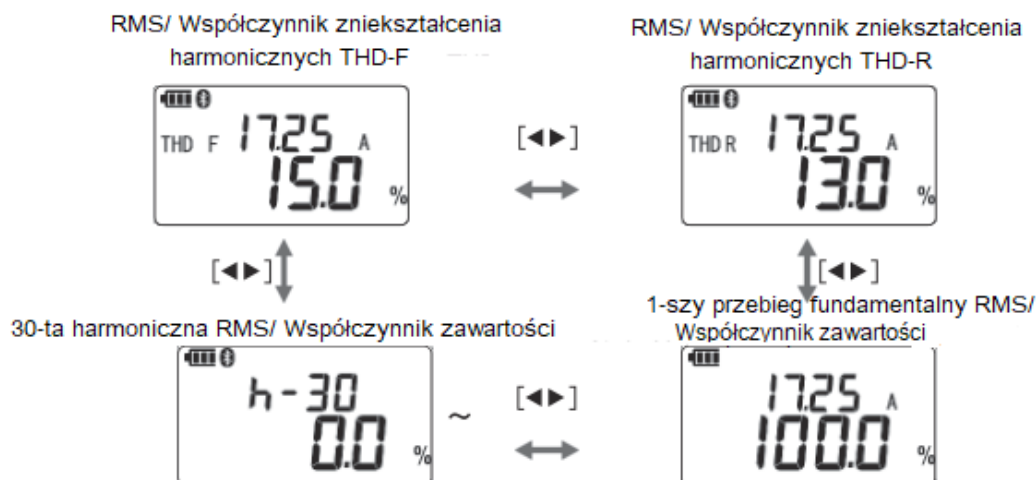 RMS/ Współczynnik zniekształcenia
harmonicznych THD-F
RMS/ Współczynnik zniekształcenia
harmonicznych THD-R
THD F 17.25 A
15.0 %
[◀▶]
THD R 17.25 A
13.0 %
[◀▶]
[◀▶]
30-ta harmoniczna RMS/ Współczynnik zawartości
1-szy przebieg fundamentalny RMS/
Współczynnik zawartości
h-30
0.0 %
~
[◀▶]
17.25 A
100.0 %